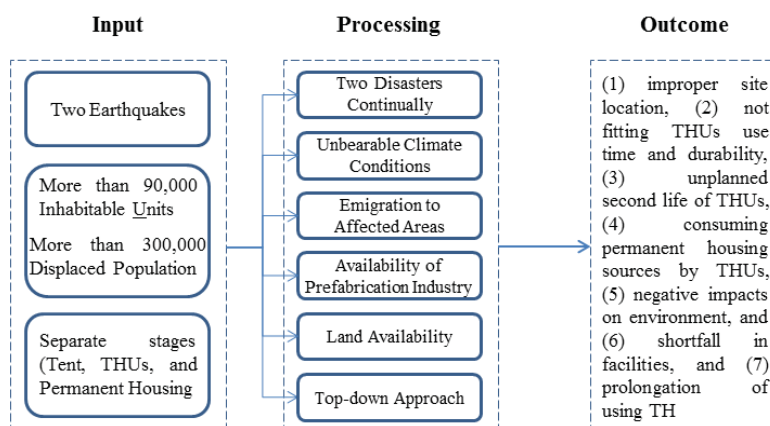 Input
Processing
Outcome
Two Earthquakes
More than 90,000
Inhabitable Units
More than 300,000
Displaced Population
Separate stages
(Tent, THUs, and
Permanent Housing
Two Disasters
Continually
Unbearable Climate
Conditions
Emigration to
Affected Areas
Availability of
Prefabrication Industry
Land Availability
Top-down Approach
(1) improper site
location, (2) not
fitting THUs use
time and durability,
(3) unplanned
second life of THUs,
(4) consuming
permanent housing
sources by THUs,
(5) negative impacts
on environment, and
(6) shortfall in
facilities, and (7)
prolongation of
using TH